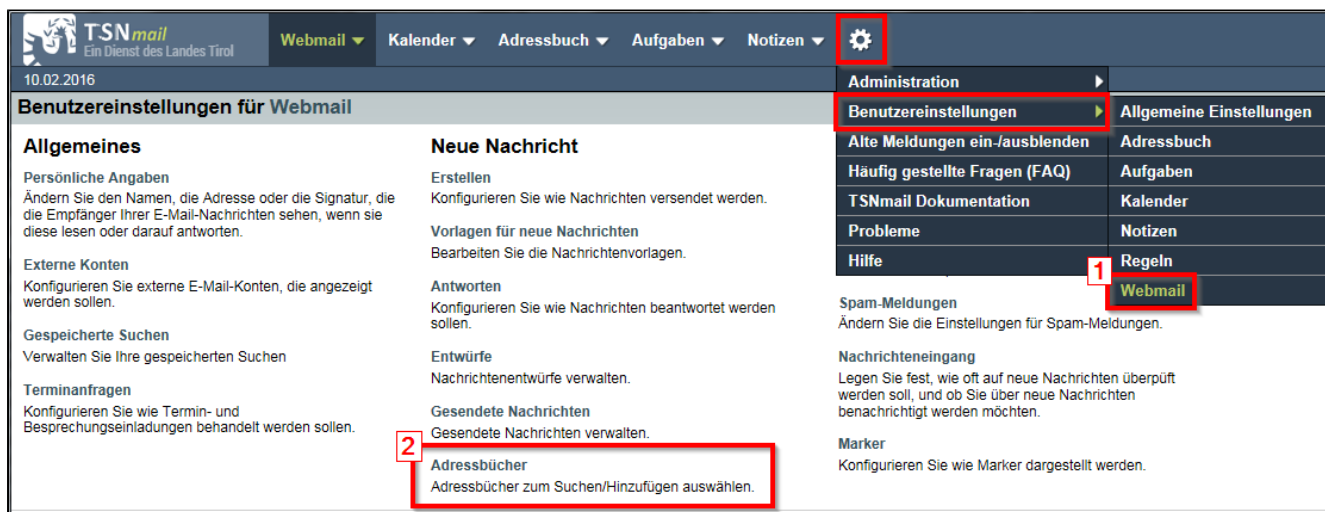 TSNmail
Ein Dienst des Landes Tirol
Webmail
Kalender
Adressbuch
Aufgaben
Notizen
10.02.2016
Benutzereinstellungen für Webmail
Allgemeines
Persönliche Angaben
Ändern Sie den Namen, die Adresse oder die Signatur, die
die Empfänger Ihrer E-Mail-Nachrichten sehen, wenn sie
diese lesen oder darauf antworten.
Externe Konten
Konfigurieren Sie externe E-Mail-Konten, die angezeigt
werden sollen.
Gespeicherte Suchen
Verwalten Sie Ihre gespeicherten Suchen
Terminanfragen
Konfigurieren Sie wie Termin- und
Besprechungseinladungen behandelt werden sollen.
Neue Nachricht
Erstellen
Konfigurieren Sie wie Nachrichten versendet werden.
Vorlagen für neue Nachrichten
Bearbeiten Sie die Nachrichtenvorlagen.
Antworten
Konfigurieren Sie wie Nachrichten beantwortet werden
sollen.
Entwürfe
Nachrichtenentwürfe verwalten.
Gesendete Nachrichten
Gesendete Nachrichten verwalten.
2
Adressbücher
Adressbücher zum Suchen/Hinzufügen auswählen.
Administration
Benutzereinstellungen
Alte Meldungen ein-/ausblenden
Häufig gestellte Fragen (FAQ)
TSNmail Dokumentation
Probleme
Hilfe
Allgemeine Einstellungen
Adressbuch
Aufgaben
Kalender
Notizen
Regeln
1
Webmail
Spam-Meldungen
Ändern Sie die Einstellungen für Spam-Meldungen.
Nachrichteneingang
Legen Sie fest, wie oft auf neue Nachrichten überpüft
werden soll, und ob Sie über neue Nachrichten
benachrichtigt werden möchten.
Marker
Konfigurieren Sie wie Marker dargestellt werden.